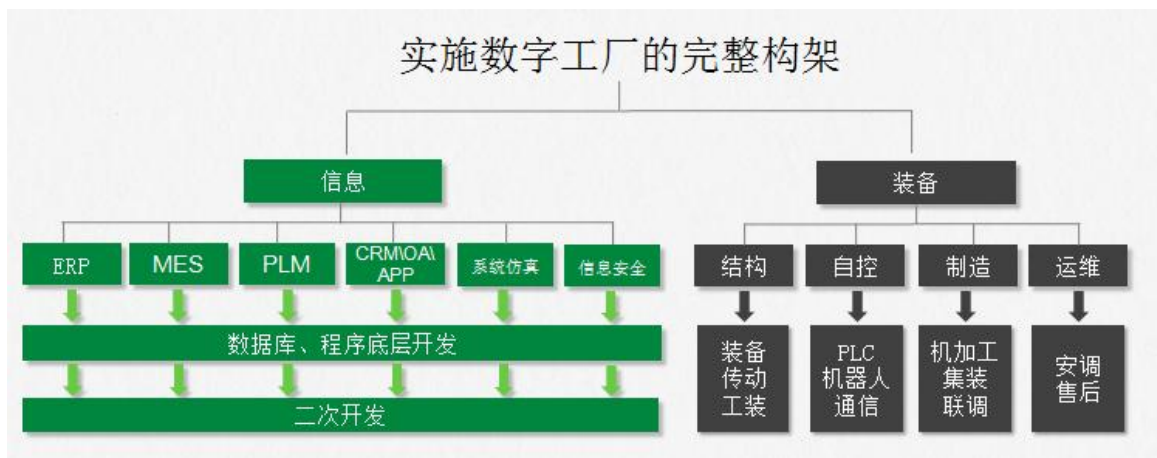 实施数字工厂的完整构架
信息
装备
ERP
MES
PLM
CRM\OA\
APP
系统仿真
信息安全
结构
自控
制造
运维
数据库、程序底层开发
二次开发
装备
传动
工装
PLC
机器人
通信
机加工
集装
联调
安调
售后